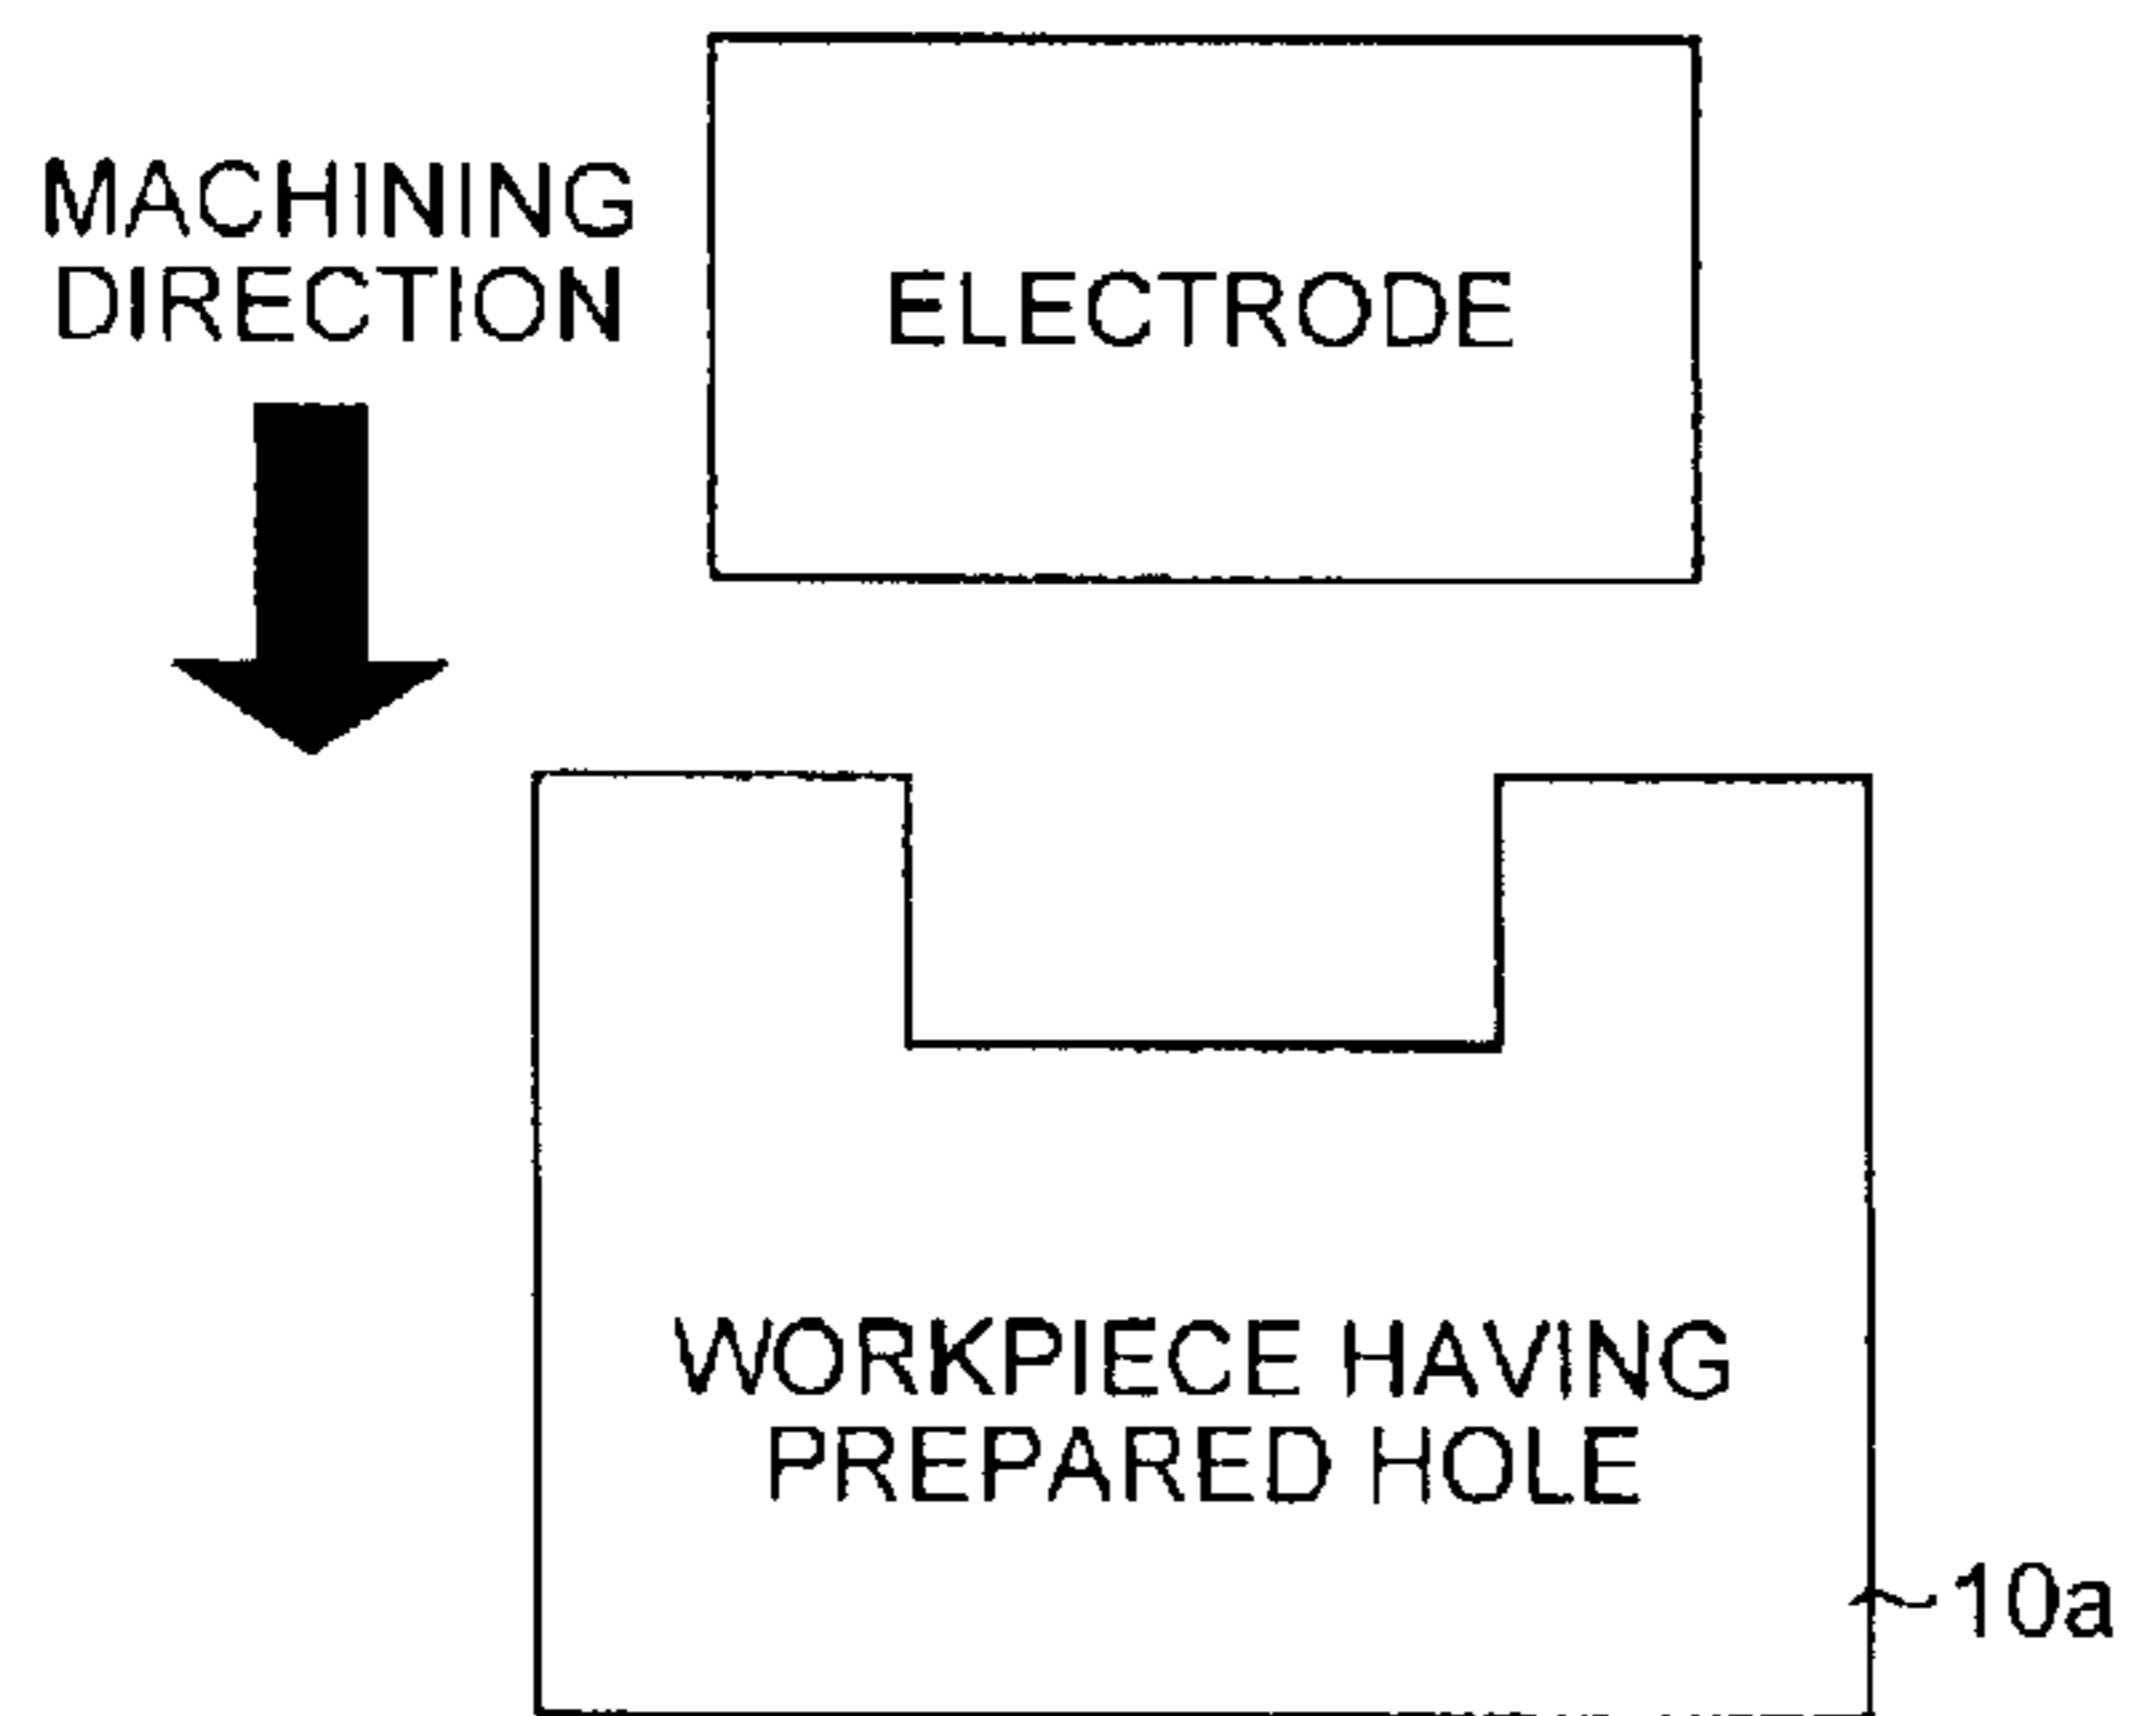 MACHINING
DIRECTION
ELECTRODE
WORKPIECE HAVING
PREPARED HOLE
10a